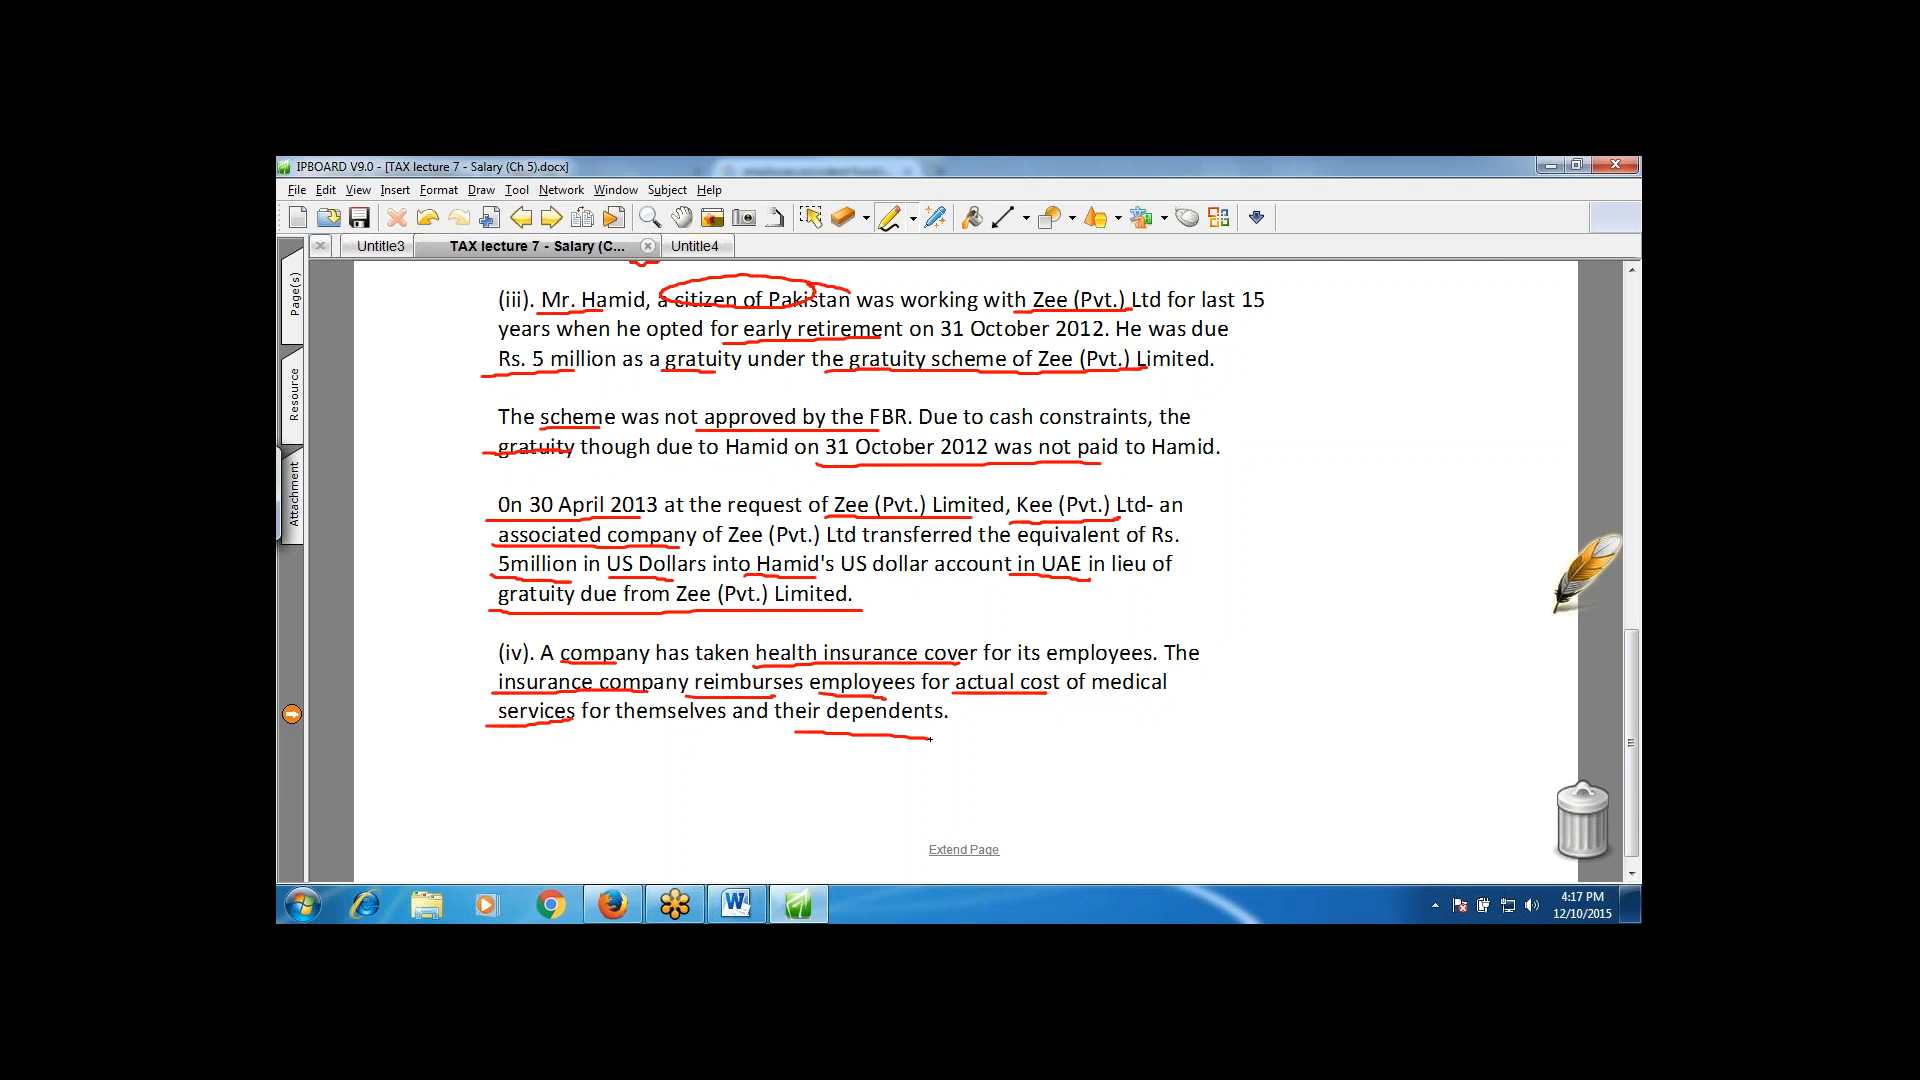 IPBOARD V9.0 - [TAX lecture 7 - Salary (Ch 5).docx]
File Edit View Insert Format Draw Tool Network Window Subject Help
Untitle3 TAX lecture 7 - Salary (C... Untitle4
Page(s)
Resource
Attachment
(iii). Mr. Hamid, a citizen of Pakistan was working with Zee (Pvt.) Ltd for last 15
years when he opted for early retirement on 31 October 2012. He was due
Rs. 5 million as a gratuity under the gratuity scheme of Zee (Pvt.) Limited.
The scheme was not approved by the FBR. Due to cash constraints, the
gratuity though due to Hamid on 31 October 2012 was not paid to Hamid.
0n 30 April 2013 at the request of Zee (Pvt.) Limited, Kee (Pvt.) Ltd- an
associated company of Zee (Pvt.) Ltd transferred the equivalent of Rs.
5million in US Dollars into Hamid's US dollar account in UAE in lieu of
gratuity due from Zee (Pvt.) Limited.
(iv). A company has taken health insurance cover for its employees. The
insurance company reimburses employees for actual cost of medical
services for themselves and their dependents.
Extend Page
4:17 PM
12/10/2015